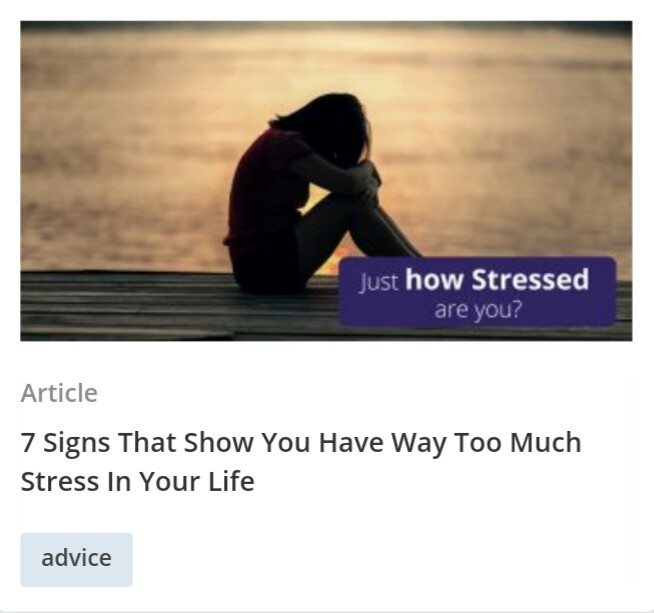 Just how Stressed
are you?
Article
7 Signs That Show You Have Way Too Much
Stress In Your Life
advice